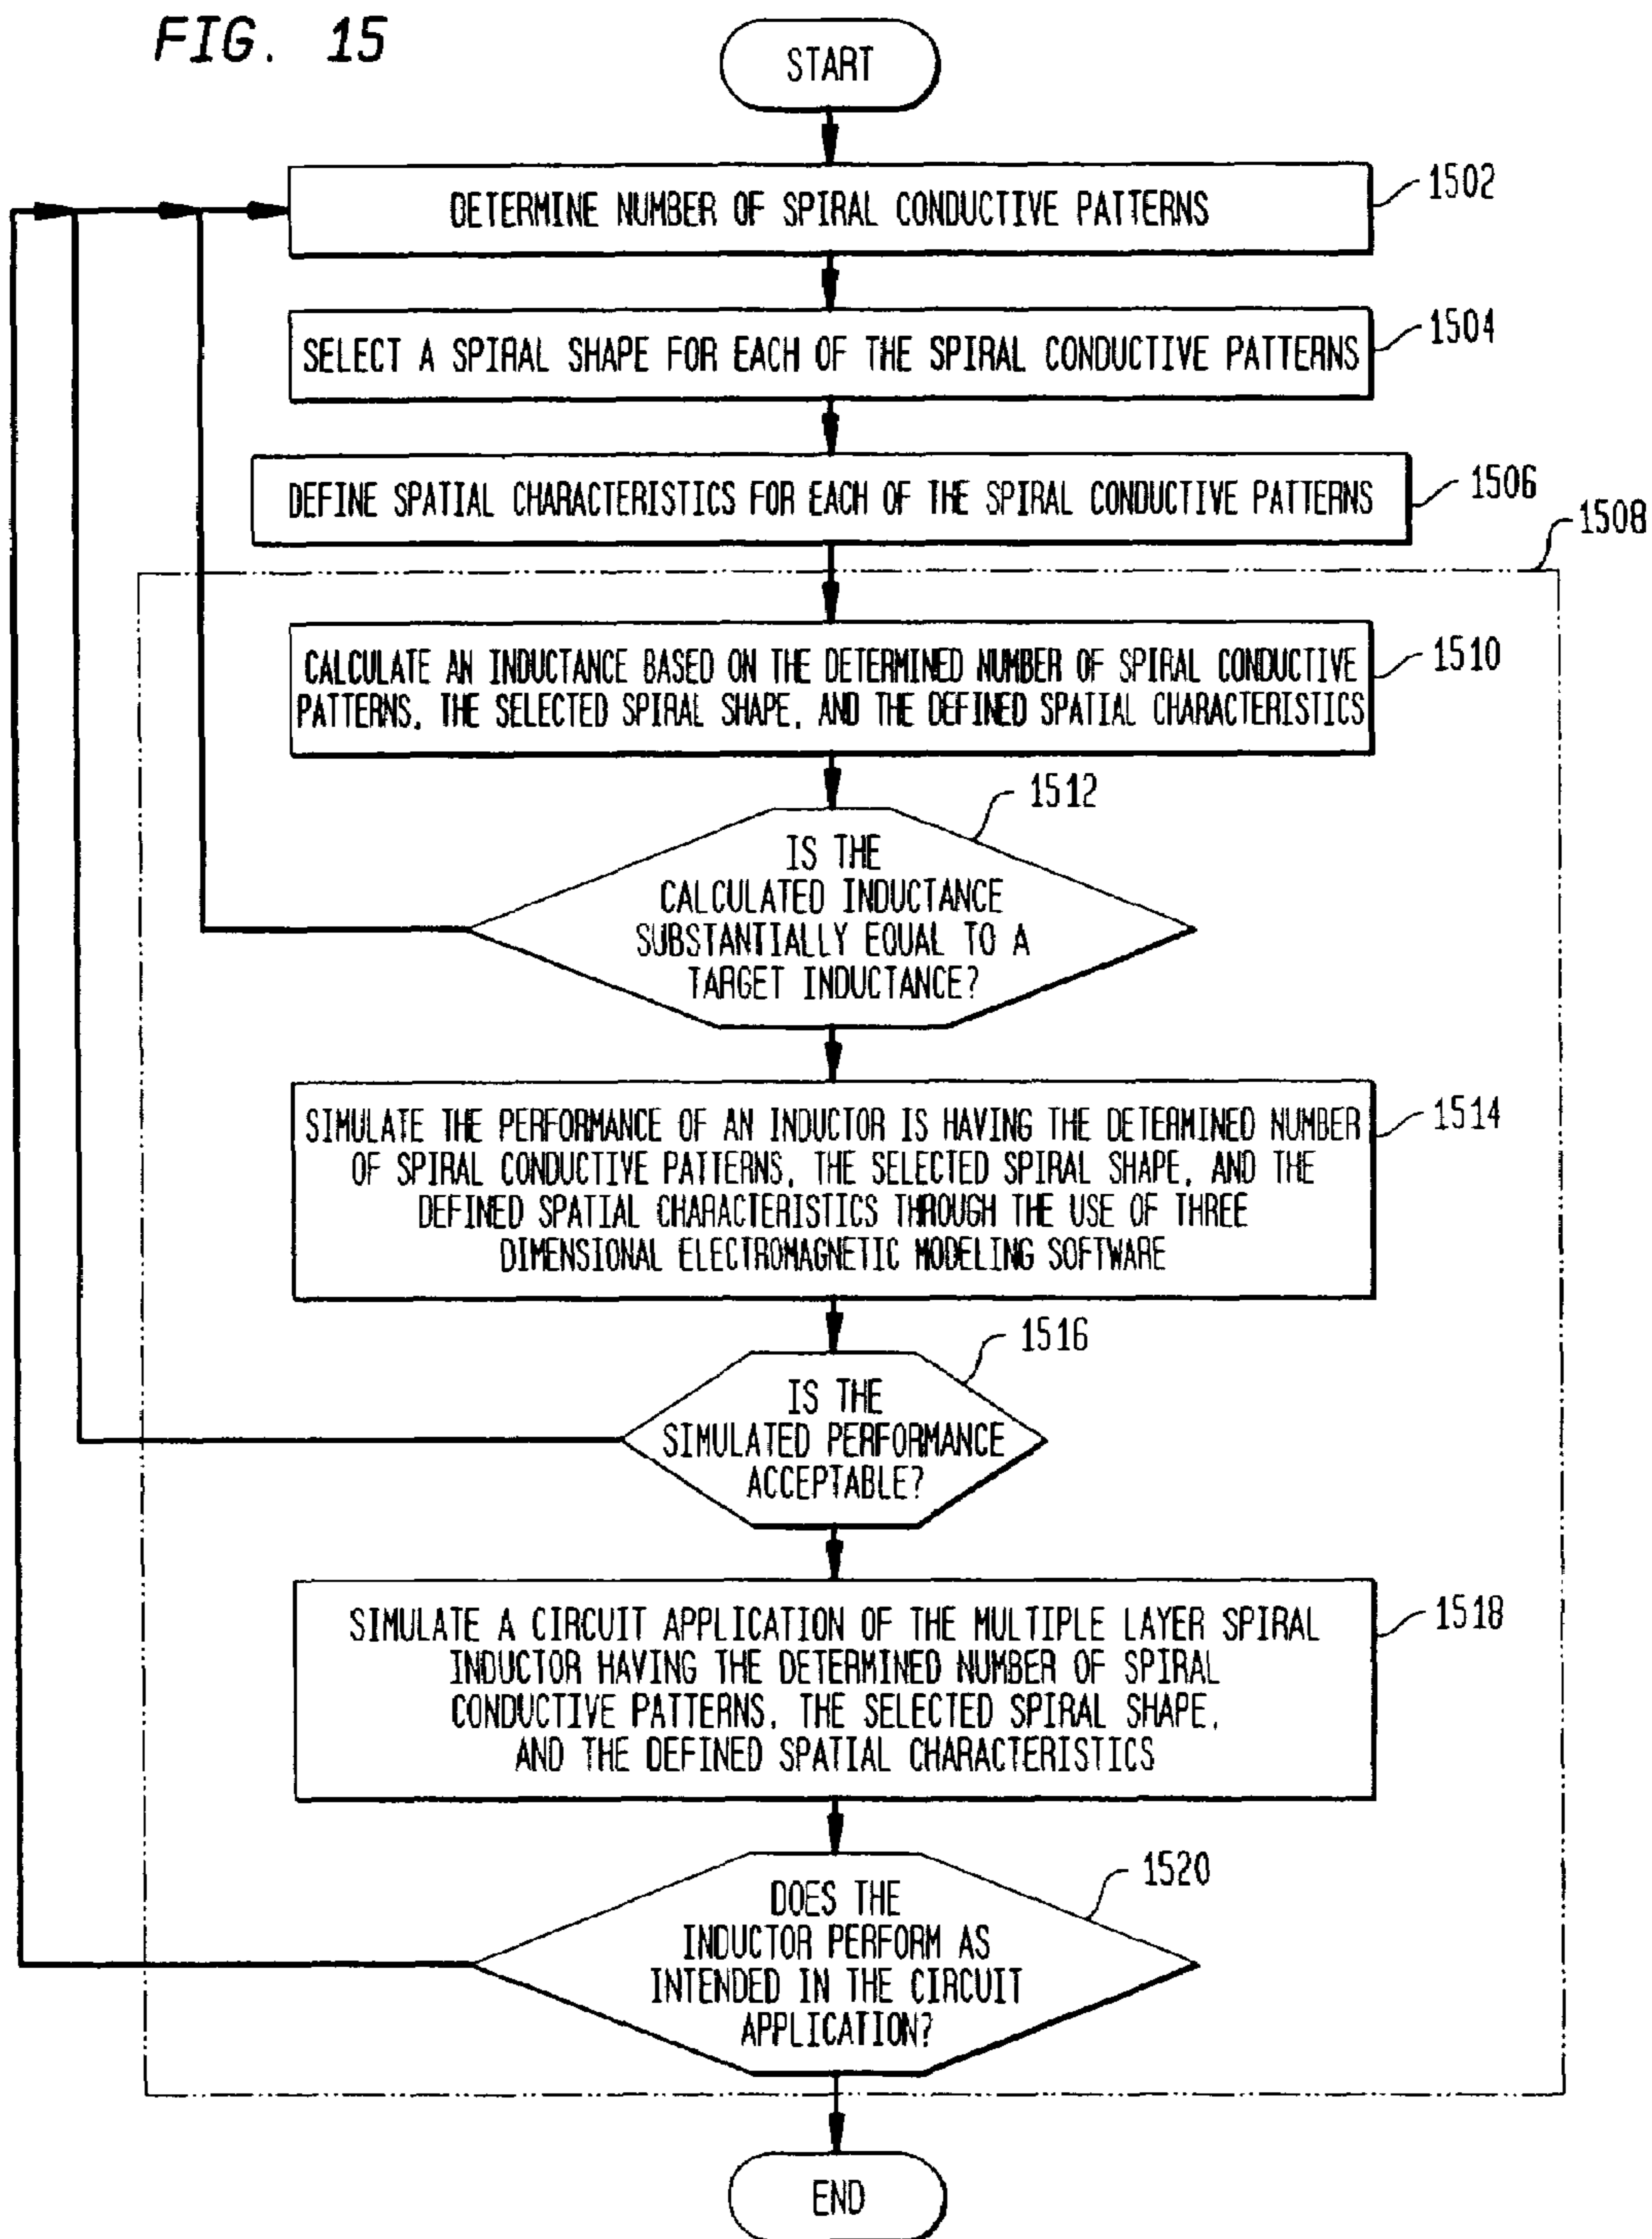 FIG. 15
START
DETERMINE NUMBER OF SPIRAL CONDUCTIVE PATTERNS
1502
SELECT A SPIRAL SHAPE FOR EACH OF THE SPIRAL CONDUCTIVE PATTERNS
1504
DEFINE SPATIAL CHARACTERISTICS FOR EACH OF THE SPIRAL CONDUCTIVE PATTERNS
1506
1508
CALCULATE AN INDUCTANCE BASED ON THE DETERMINED NUMBER OF SPIRAL CONDUCTIVE
PATTERNS, THE SELECTED SPIRAL SHAPE, AND THE DEFINED SPATIAL CHARACTERISTICS
1510
1512
IS THE
CALCULATED INDUCTANCE
SUBSTANTIALLY EQUAL TO A
TARGET INDUCTANCE?
SIMULATE THE PERFORMANCE OF AN INDUCTOR IS HAVING THE DETERMINED NUMBER
OF SPIRAL CONDUCTIVE PATTERNS, THE SELECTED SPIRAL SHAPE, AND THE
DEFINED SPATIAL CHARACTERISTICS THROUGH THE USE OF THREE
DIMENSIONAL ELECTROMAGNETIC MODELING SOFTWARE
1514
1516
IS THE
SIMULATED PERFORMANCE
ACCEPTABLE?
SIMULATE A CIRCUIT APPLICATION OF THE MULTIPLE LAYER SPIRAL
INDUCTOR HAVING THE DETERMINED NUMBER OF SPIRAL
CONDUCTIVE PATTERNS, THE SELECTED SPIRAL SHAPE,
AND THE DEFINED SPATIAL CHARACTERISTICS
1518
1520
DOES THE
INDUCTOR PERFORM AS
INTENDED IN THE CIRCUIT
APPLICATION?
END